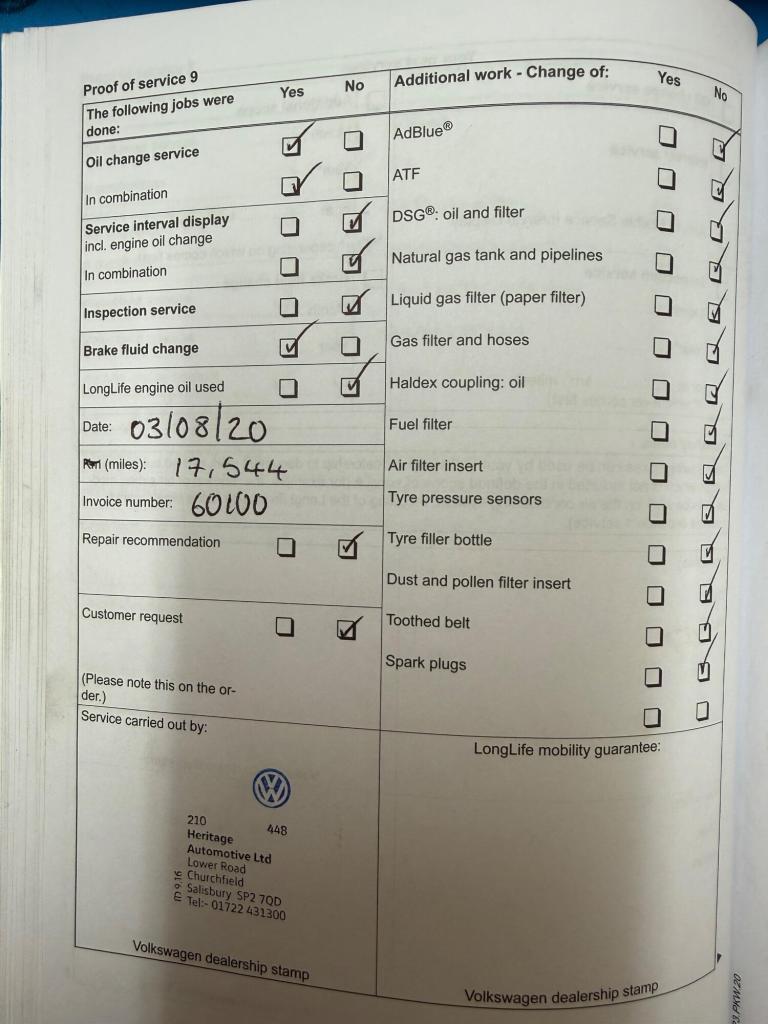 Proof of service 9
The following jobs were done:
Yes
No
Oil change service
In combination
Service interval display
incl. engine oil change
In combination
Inspection service
Brake fluid change
LongLife engine oil used
Date: 03/08/20
Km (miles): 17,544
Invoice number: 60100
Repair recommendation
Customer request
(Please note this on the or-
der.)
Service carried out by:
VW
210 448
Heritage
Automotive Ltd
Lower Road
Churchfield
Salisbury SP2 7QD
Tel:- 01722 431300
Volkswagen dealership stamp
Additional work - Change of:
Yes
No
AdBlue®
ATF
DSG®: oil and filter
Natural gas tank and pipelines
Liquid gas filter (paper filter)
Gas filter and hoses
Haldex coupling: oil
Fuel filter
Air filter insert
Tyre pressure sensors
Tyre filler bottle
Dust and pollen filter insert
Toothed belt
Spark plugs
LongLife mobility guarantee:
Volkswagen dealership stamp